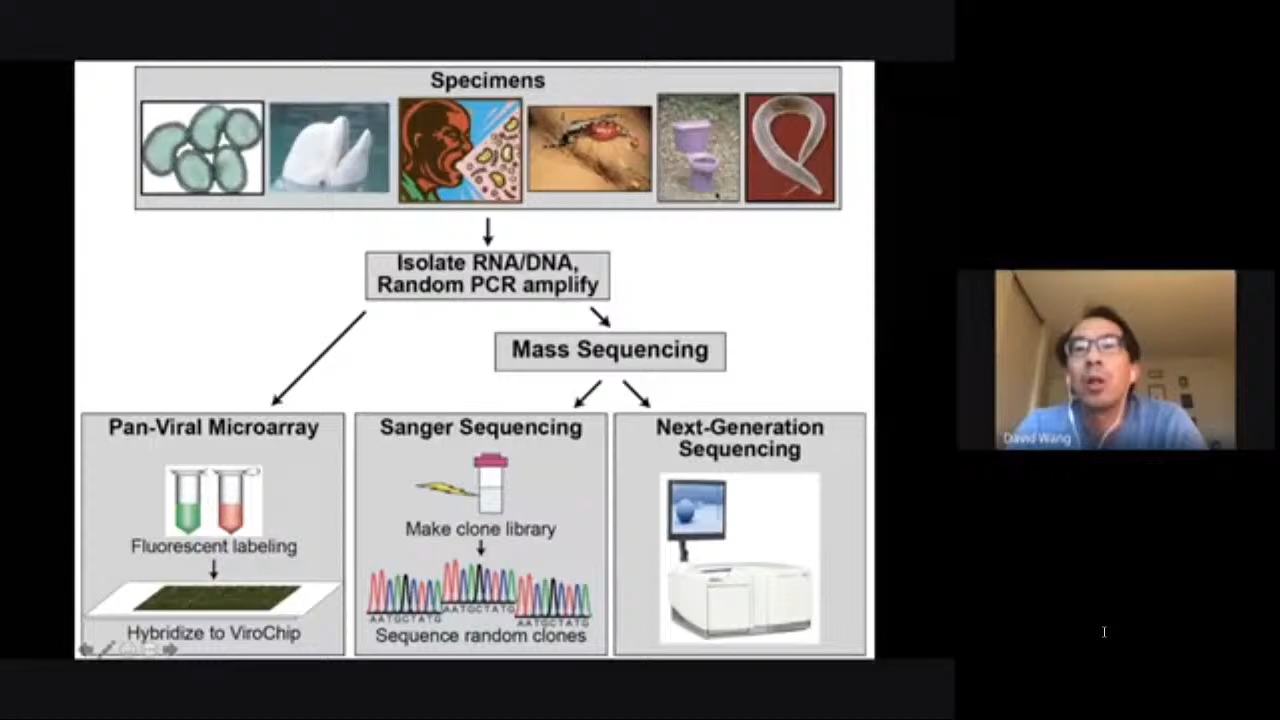 Specimens
Isolate RNA/DNA,
Random PCR amplify
Mass Sequencing
Pan-Viral Microarray
Fluorescent labeling
Hybridize to ViroChip
Sanger Sequencing
Make clone library
AATGCTATG
AATGCTATG
AATGCTATG
Sequence random clones
Next-Generation
Sequencing
David Wang